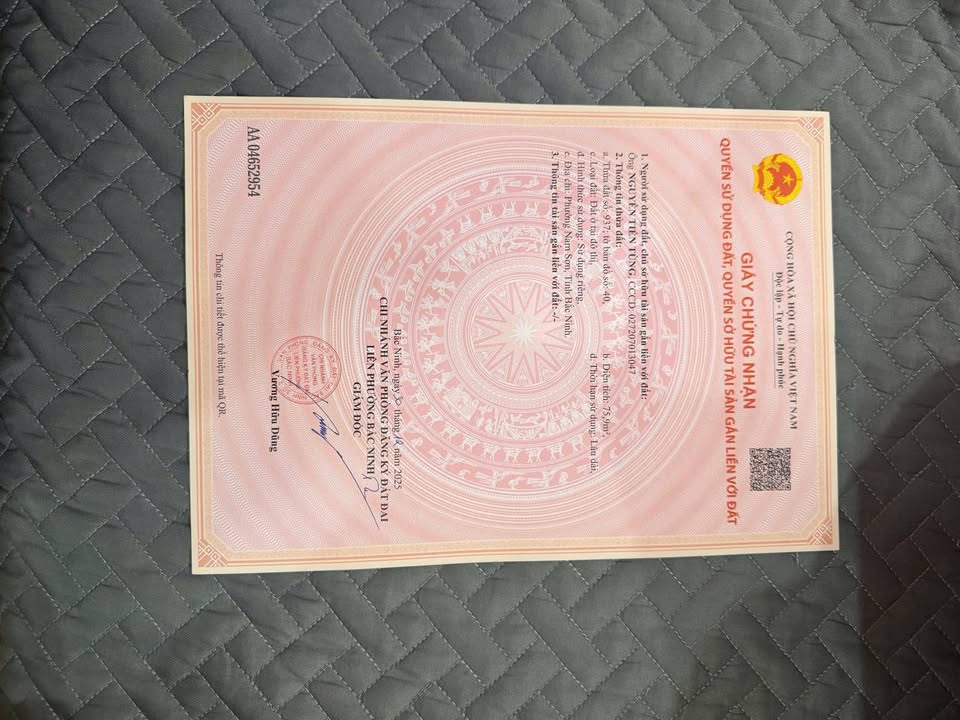 CỘNG HÒA XÃ HỘI CHỦ NGHĨA VIỆT NAM
Độc lập - Tự do - Hạnh phúc
GIẤY CHỨNG NHẬN
QUYỀN SỬ DỤNG ĐẤT, QUYỀN SỞ HỮU TÀI SẢN GẮN LIỀN VỚI ĐẤT
1. Người sử dụng đất, chủ sở hữu tài sản gắn liền với đất:
Ông NGUYỄN TIẾN TÙNG, CCCD: 027207013047
2. Thông tin thửa đất:
a. Thửa đất số: 937; tờ bản đồ số: 40, b. Diện tích: 75,9m²,
c. Loại đất: Đất ở tại đô thị, d. Thời hạn sử dụng: Lâu dài,
đ. Hình thức sử dụng: Sử dụng riêng,
e. Địa chỉ: Phường Nam Sơn, Tỉnh Bắc Ninh.
3. Thông tin tài sản gắn liền với đất: -/-
Bắc Ninh, ngày 30 tháng 12 năm 2025
CHI NHÁNH VĂN PHÒNG ĐĂNG KÝ ĐẤT ĐAI
LIÊN PHƯỜNG BẮC NINH
GIÁM ĐỐC
Vương Hữu Dũng
Thông tin chi tiết được thể hiện tại mã QR
AA 04652954